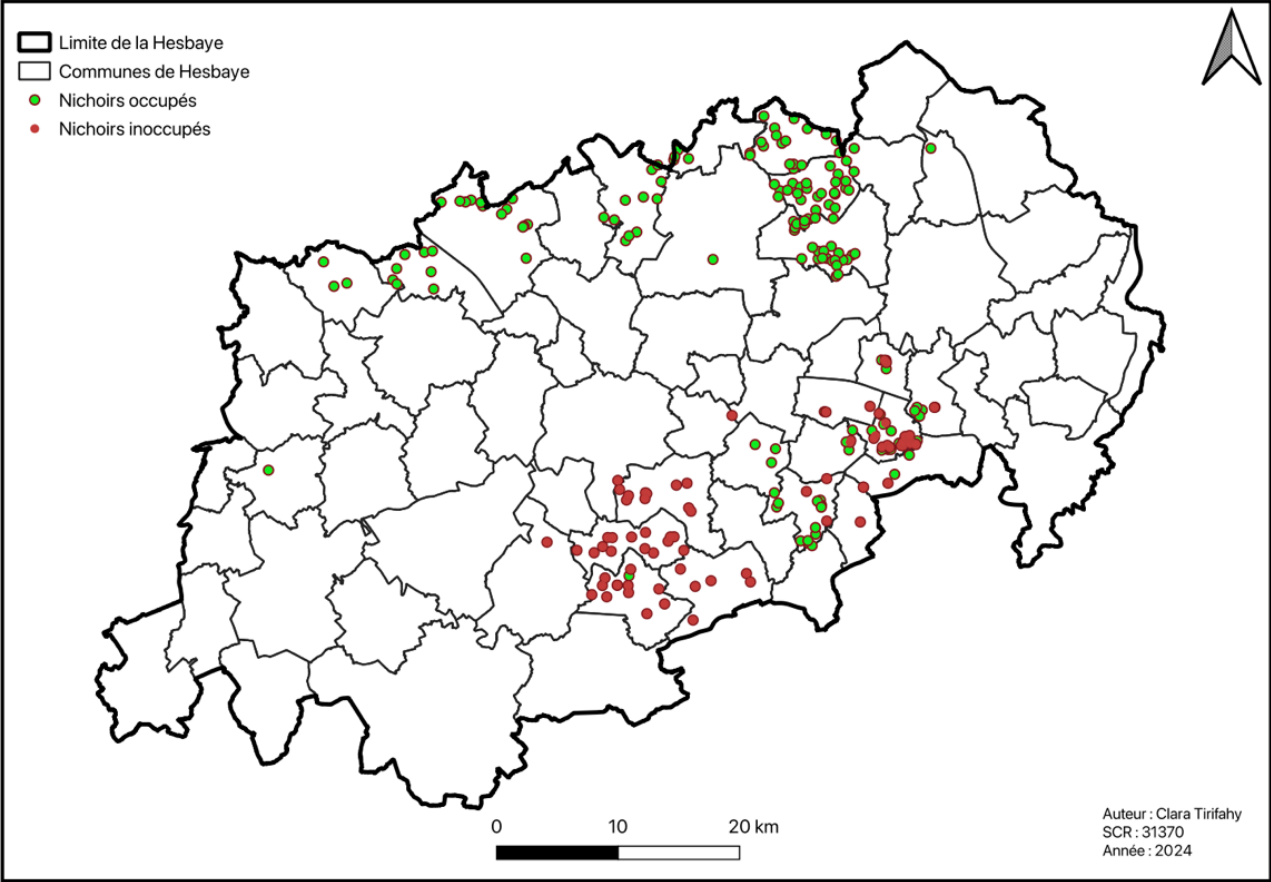 Limite de la Hesbaye
Communes de Hesbaye
Nichoirs occupés
Nichoirs inoccupés
0 10 20 km
Auteur : Clara Tirifahy
SCR : 31370
Année : 2024